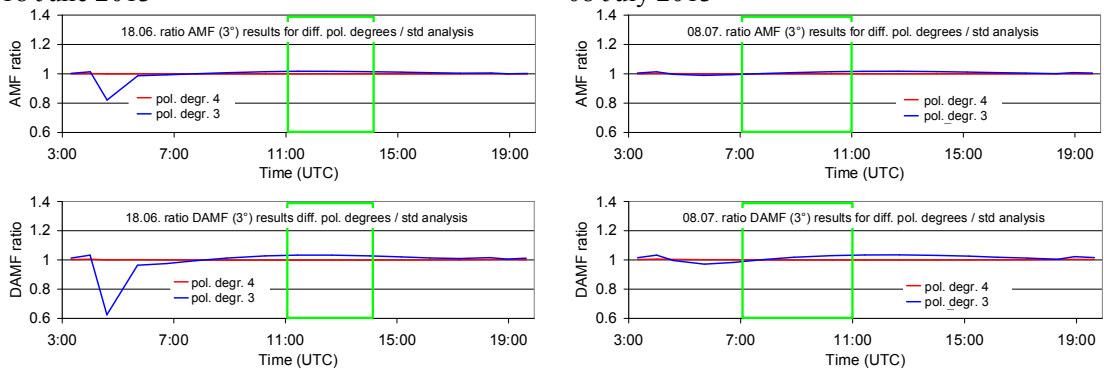 18 June 2013
08 July 2013
1.4
1.2
1
0.8
0.6
AMF ratio
18.06. ratio AMF (3°) results for diff. pol. degrees / std analysis
pol. degr. 4
pol. degr. 3
3:00 7:00 11:00 15:00 19:00
Time (UTC)
1.4
1.2
1
0.8
0.6
AMF ratio
08.07. ratio AMF (3°) results for diff. pol. degrees / std analysis
pol. degr. 4
pol. degr. 3
3:00 7:00 11:00 15:00 19:00
Time (UTC)
1.4
1.2
1
0.8
0.6
DAMF ratio
18.06. ratio DAMF (3°) results diff. pol. degrees / std analysis
pol. degr. 4
pol. degr. 3
3:00 7:00 11:00 15:00 19:00
Time (UTC)
1.4
1.2
1
0.8
0.6
DAMF ratio
08.07. ratio DAMF (3°) results for diff. pol. degrees / std analysis
pol. degr. 4
pol. degr. 3
3:00 7:00 11:00 15:00 19:00
Time (UTC)